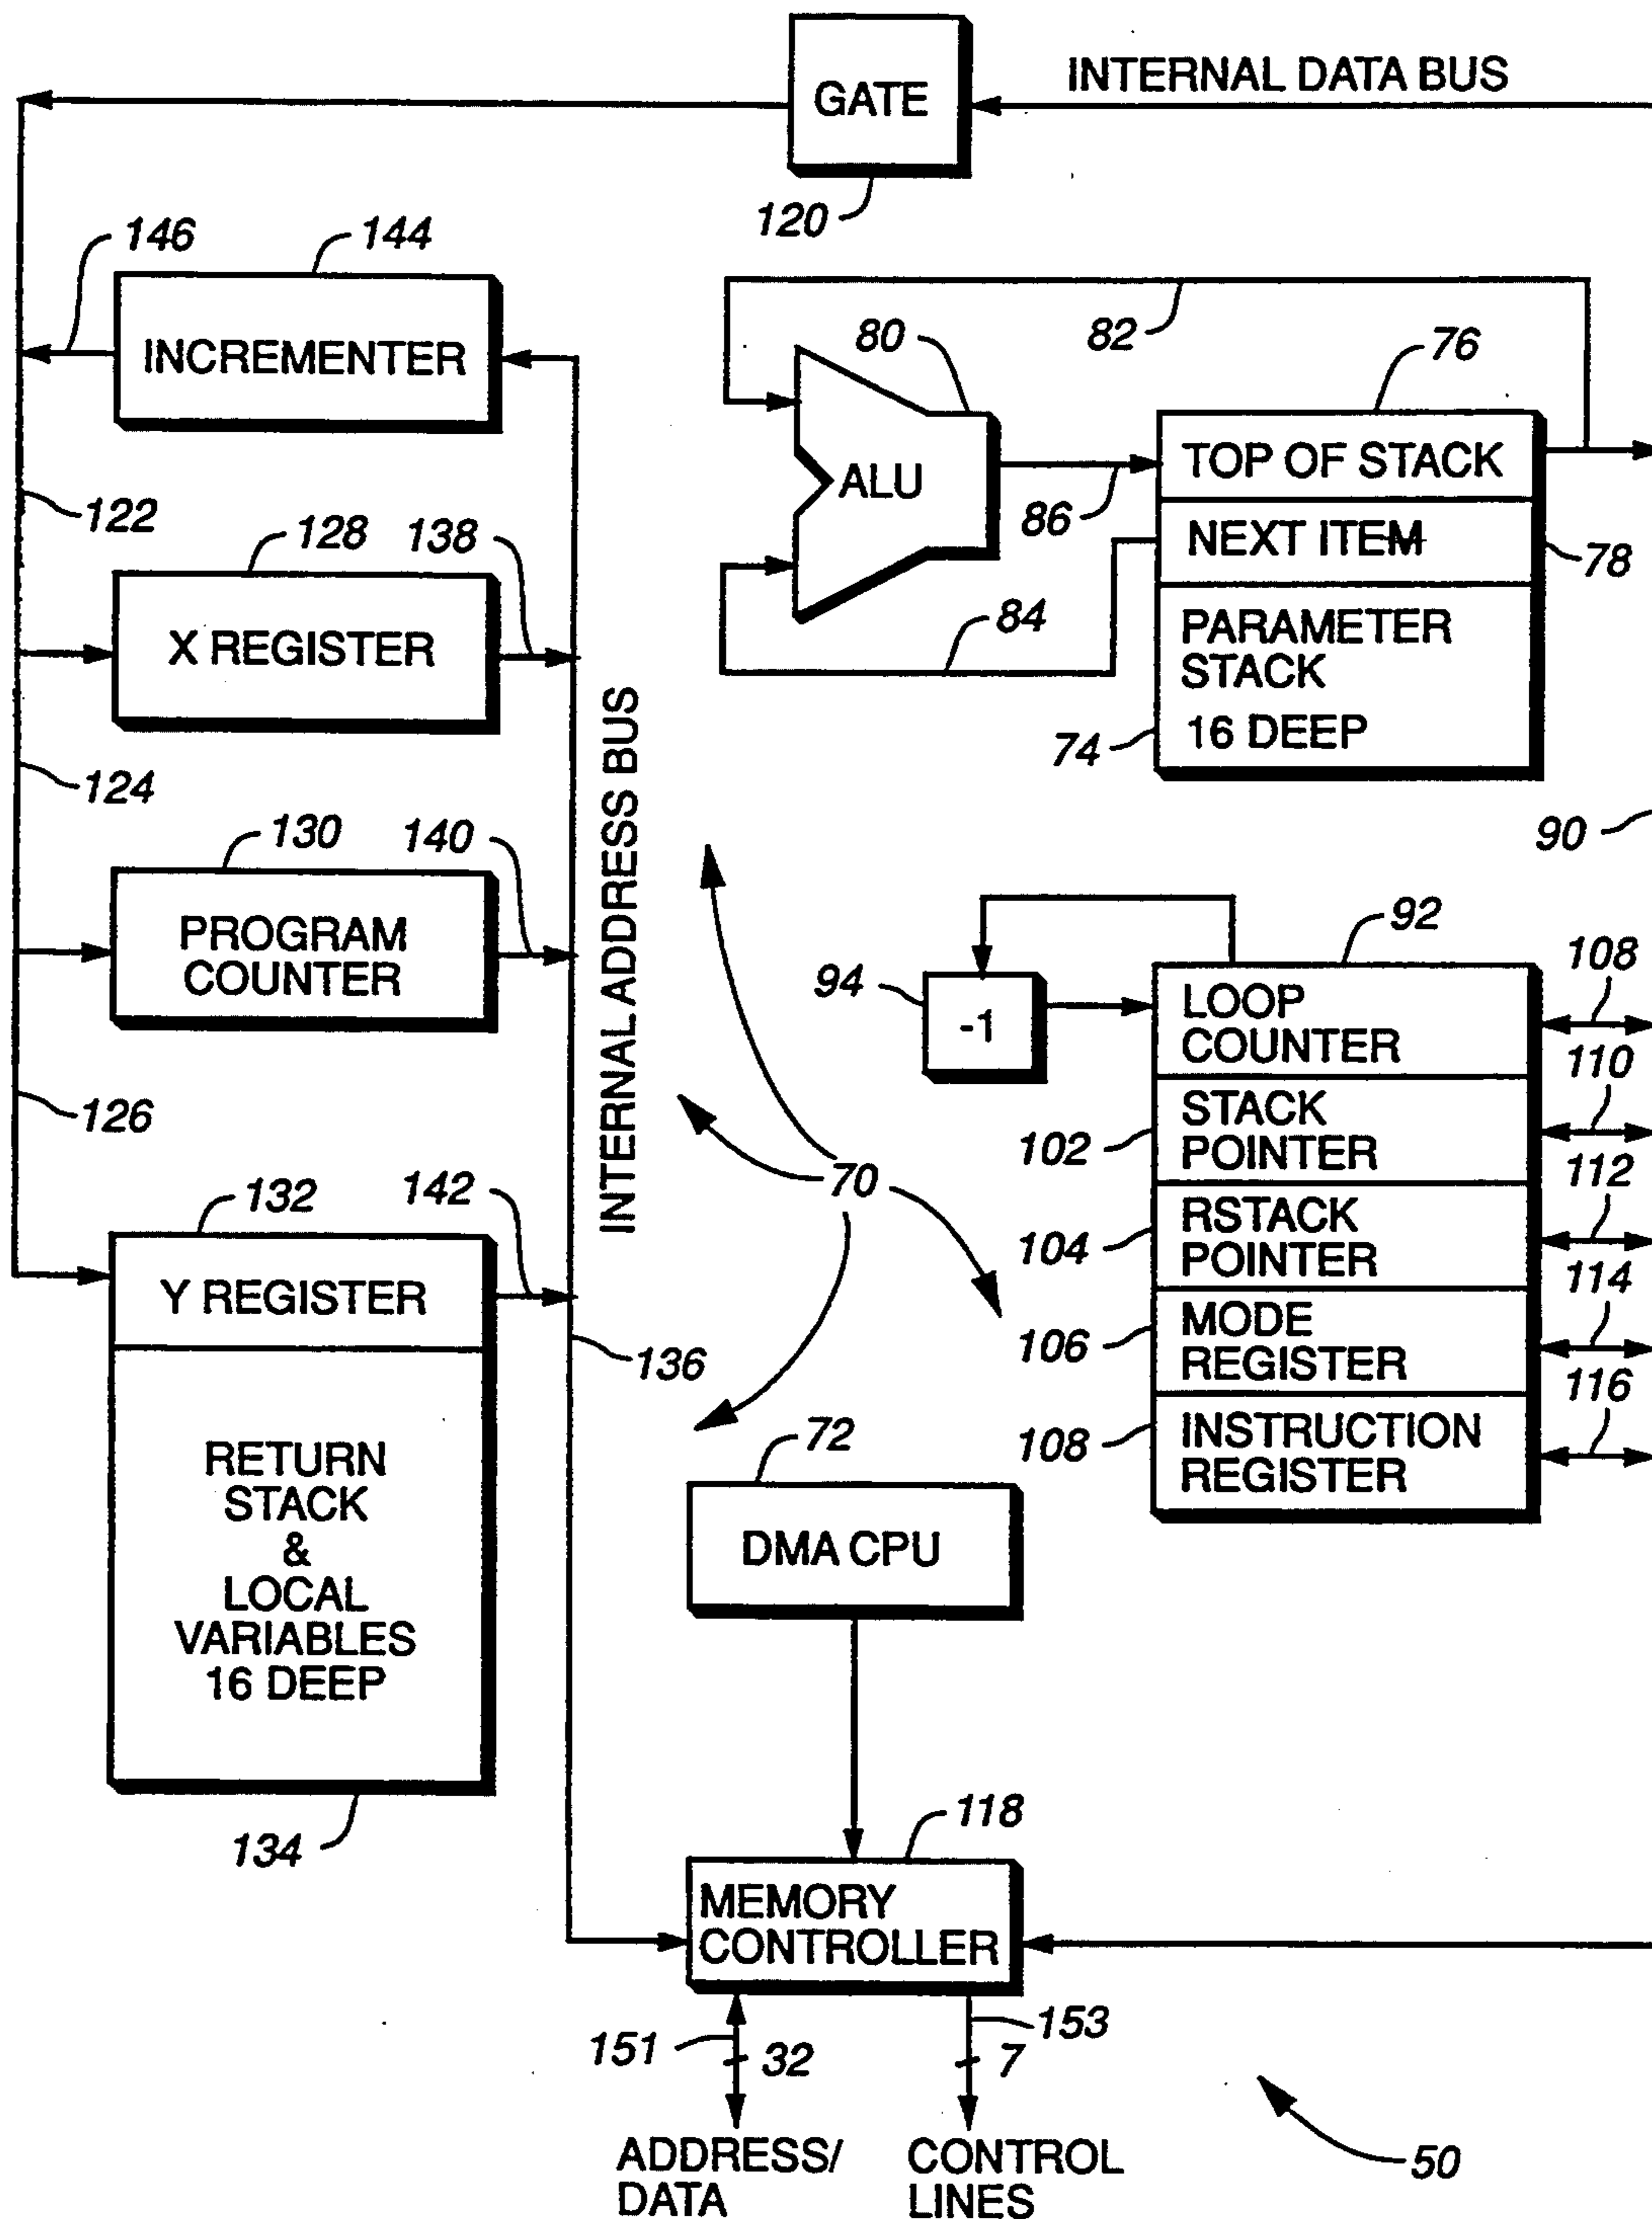 GATE
INTERNAL DATA BUS
120
146
144
INCREMENTER
82
80
76
ALU
TOP OF STACK
86
NEXT ITEM
78
PARAMETER
STACK
16 DEEP
84
74
122
128
138
X REGISTER
124
90
130
140
PROGRAM
COUNTER
INTERNAL ADDRESS BUS
92
94
-1
LOOP
COUNTER
108
110
126
102
STACK
POINTER
112
70
132
142
104
RSTACK
POINTER
114
Y REGISTER
136
106
MODE
REGISTER
116
RETURN
STACK
&
LOCAL
VARIABLES
16 DEEP
72
108
INSTRUCTION
REGISTER
DMA CPU
134
118
MEMORY
CONTROLLER
151
32
153
7
ADDRESS/
DATA
CONTROL
LINES
50